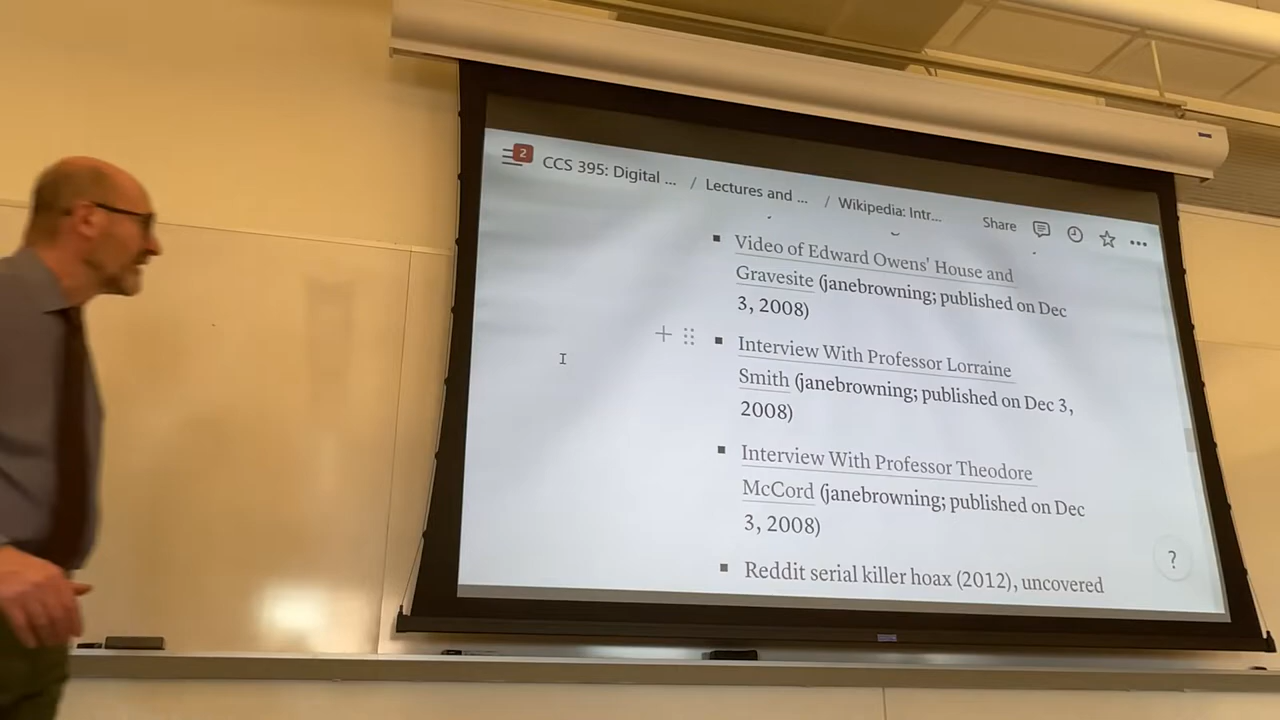 2
CCS 395: Digital ... / Lectures and ... / Wikipedia: Intr...
Share
Video of Edward Owens' House and
Gravesite (janebrowning; published on Dec
3, 2008)
Interview With Professor Lorraine
Smith (janebrowning; published on Dec 3,
2008)
Interview With Professor Theodore
McCord (janebrowning; published on Dec
3, 2008)
Reddit serial killer hoax (2012), uncovered
?